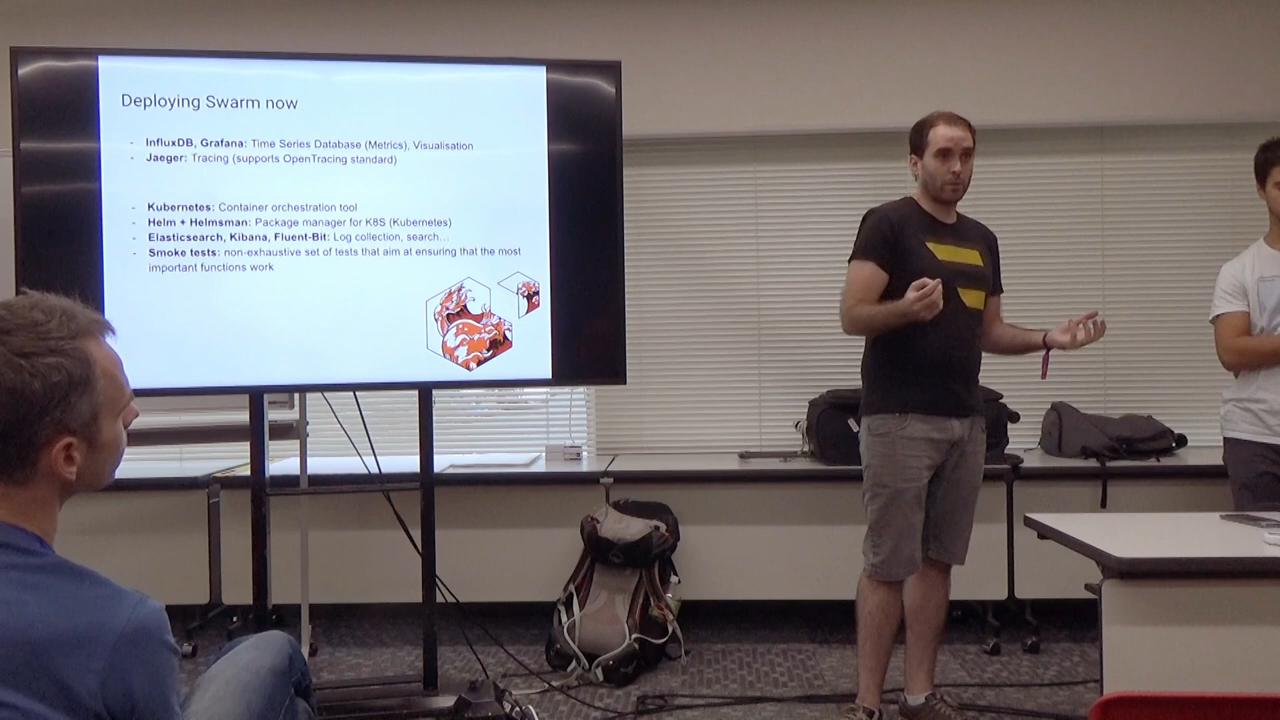 Deploying Swarm now
- InfluxDB, Grafana: Time Series Database (Metrics), Visualisation
- Jaeger: Tracing (supports OpenTracing standard)
- Kubernetes: Container orchestration tool
- Helm + Helmsman: Package manager for K8S (Kubernetes)
- Elasticsearch, Kibana, Fluent-Bit: Log collection, search...
- Smoke tests: non-exhaustive set of tests that aim at ensuring that the most
important functions work